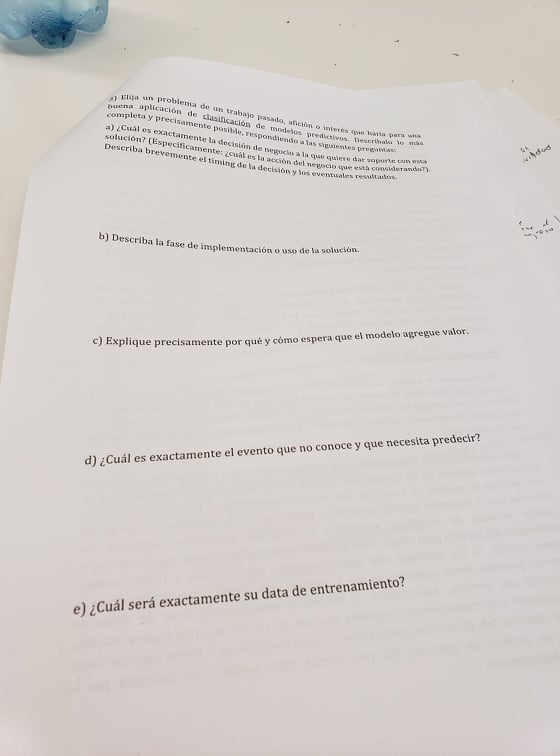 3) Elija un problema de un trabajo pasado, afición o interés que haría para una
buena aplicación de clasificación de modelos predictivos. Descríbalo lo más
completa y precisamente posible, respondiendo a las siguientes preguntas:
a) ¿Cuál es exactamente la decisión de negocio a la que quiere dar soporte con esta
solución? (Específicamente: ¿cuál es la acción del negocio que está considerando?).
Describa brevemente el timing de la decisión y los eventuales resultados.
b) Describa la fase de implementación o uso de la solución.
c) Explique precisamente por qué y cómo espera que el modelo agregue valor.
d) ¿Cuál es exactamente el evento que no conoce y que necesita predecir?
e) ¿Cuál será exactamente su data de entrenamiento?